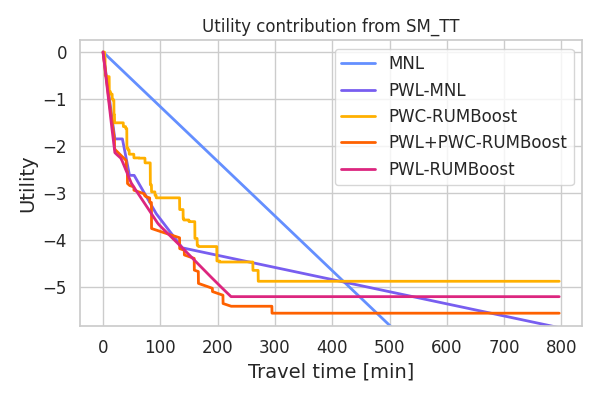 Utility contribution from SM_TT
MNL
PWL-MNL
PWC-RUMBoost
PWL+PWC-RUMBoost
PWL-RUMBoost
Utility
0
−1
−2
−3
−4
−5
0 100 200 300 400 500 600 700 800
Travel time [min]